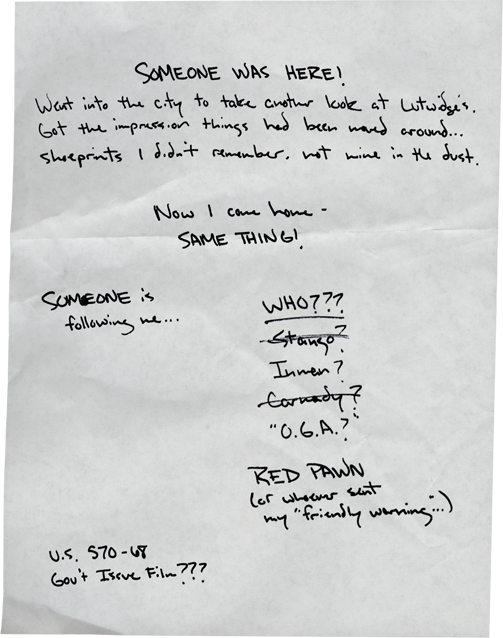 SOMEONE WAS HERE!
Went into the city to take another look at Lutwidge's.
Got the impression things had been moved around...
shoeprints I didn't remember. not mine in the dust.
Now I come home -
SAME THING!
SOMEONE is
following me...
WHO???
Stango?
Inman?
Carnady?
"O.G.A.?
RED PAWN
(or whoever sent
my "friendly warning"...)
U.S. 570-68
Gov't Issue Film???